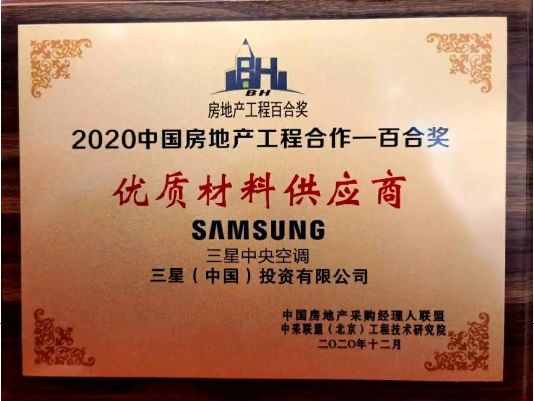 BH
BH
房地产工程百合奖
2020中国房地产工程合作一百合奖
优质材料供应商
SAMSUNG
三星中央空调
三星（中国）投资有限公司
中国房地产采购经理人联盟
中采联盟（北京）工程技术研究院
二〇二〇年十二月